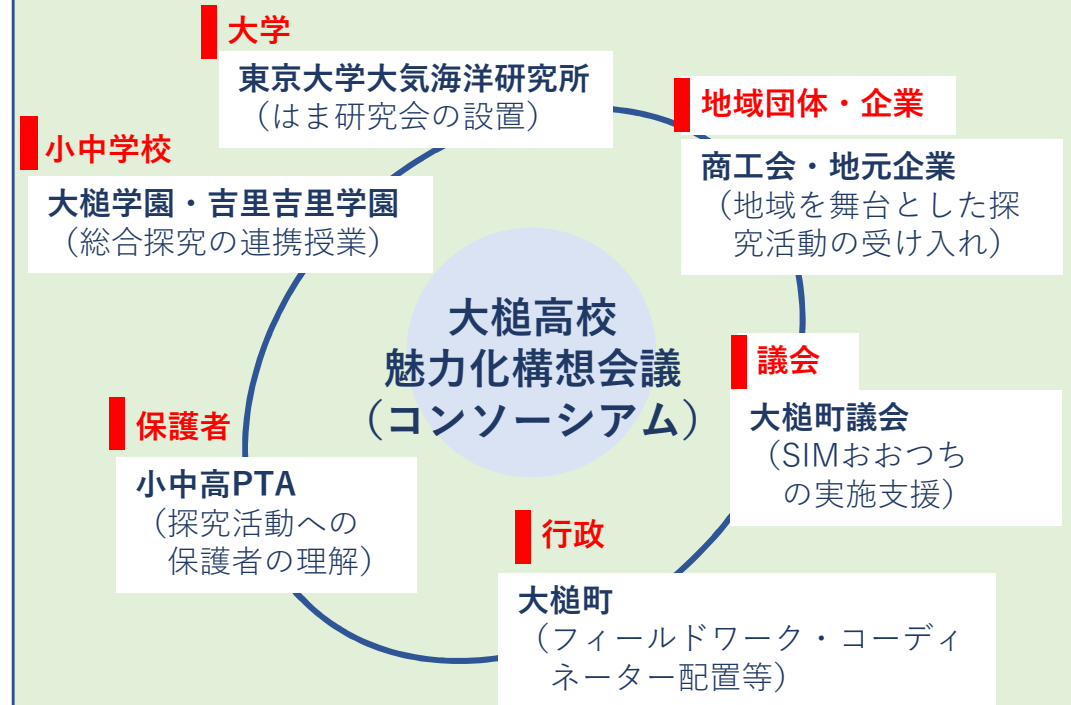 大学
東京大学大気海洋研究所
（はま研究会の設置）
地域団体・企業
商工会・地元企業
（地域を舞台とした探
究活動の受け入れ）
小中学校
大槌学園・吉里吉里学園
（総合探究の連携授業）
大槌高校
魅力化構想会議
（コンソーシアム）
議会
大槌町議会
（SIMおおつち
の実施支援）
保護者
小中高PTA
（探究活動への
保護者の理解）
行政
大槌町
（フィールドワーク・コーディ
ネーター配置等）